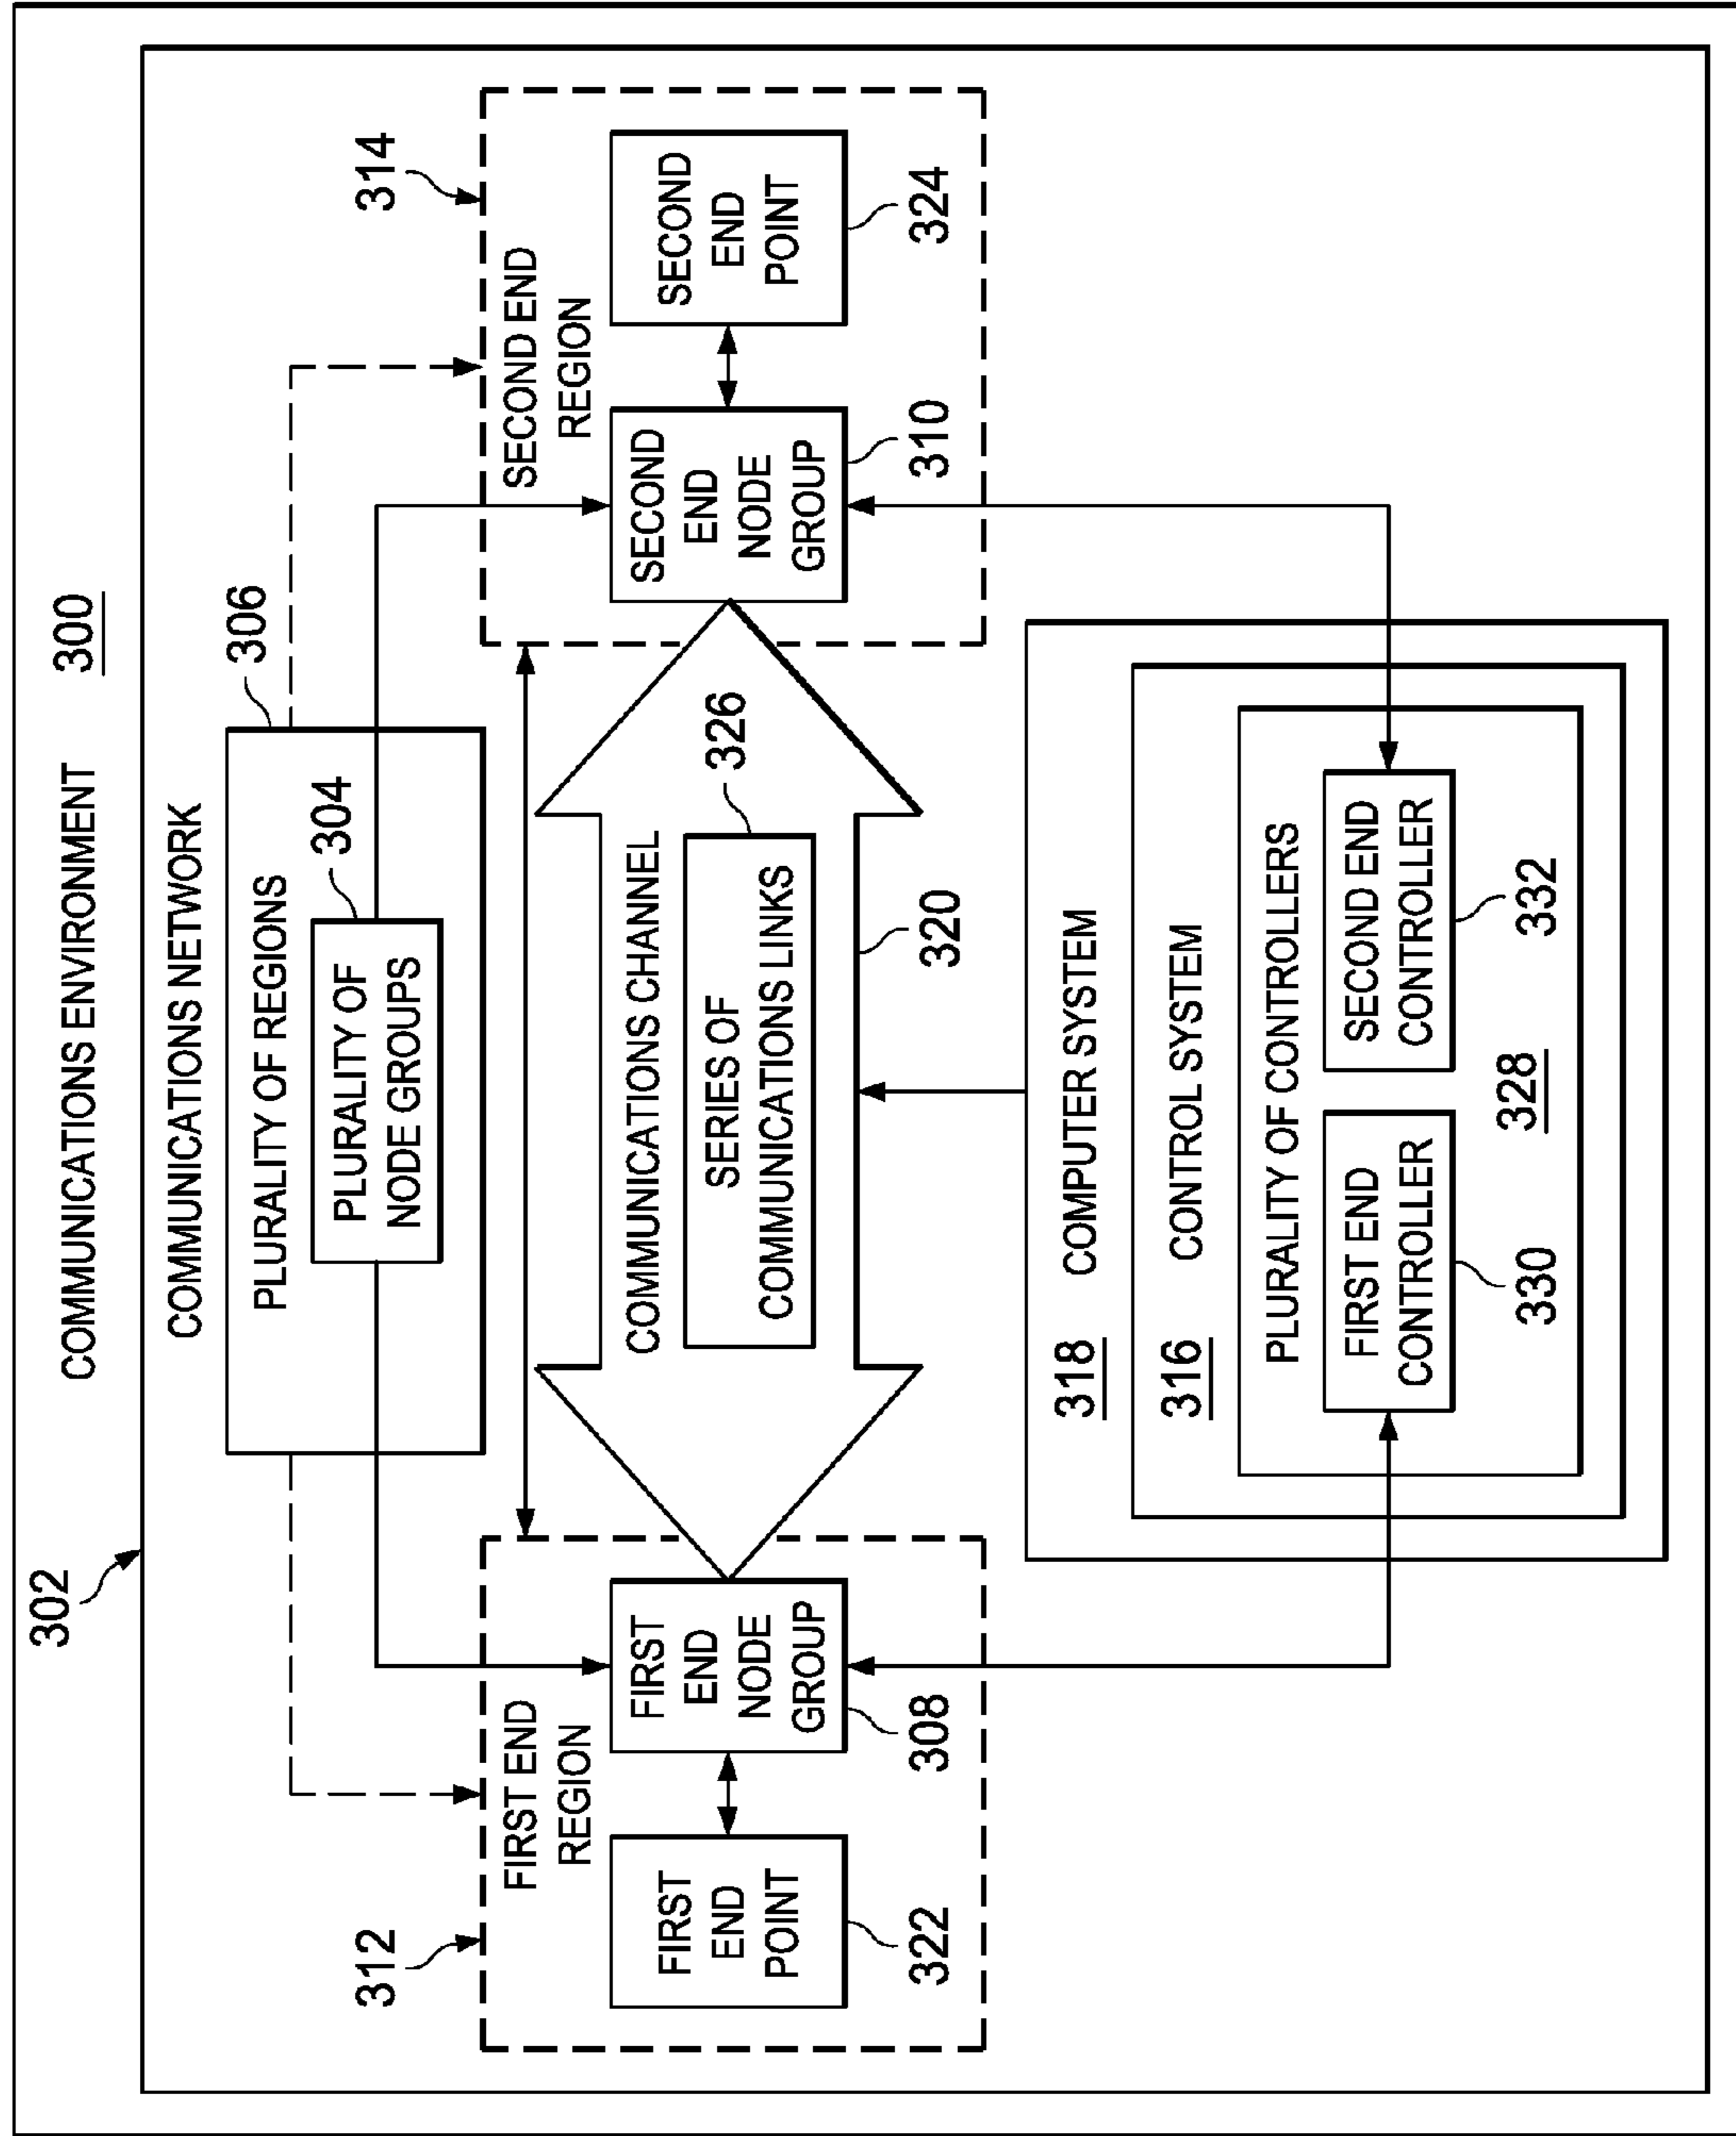 COMMUNICATIONS ENVIRONMENT 300
302
COMMUNICATIONS NETWORK
306
PLURALITY OF REGIONS
304
PLURALITY OF
NODE GROUPS
312
FIRST END
REGION
314
SECOND END
REGION
FIRST
END
POINT
322
FIRST
END
NODE
GROUP
308
COMMUNICATIONS CHANNEL
326
SERIES OF
COMMUNICATIONS LINKS
320
SECOND
END
NODE
GROUP
310
SECOND
END
POINT
324
318 COMPUTER SYSTEM
316 CONTROL SYSTEM
PLURALITY OF CONTROLLERS
FIRST END
CONTROLLER
330
SECOND END
CONTROLLER
332
328